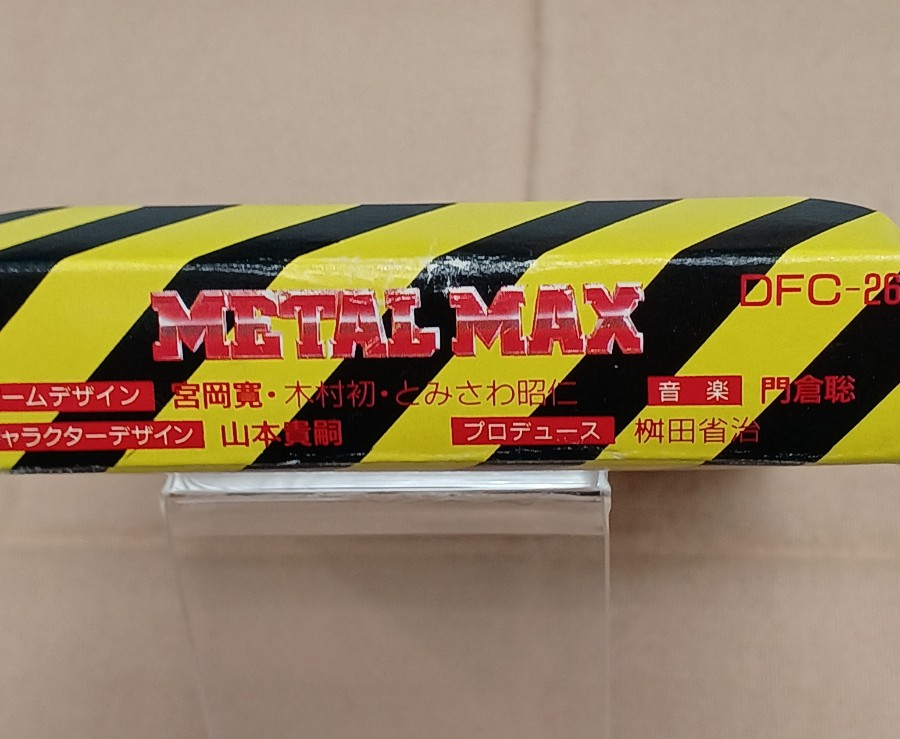 METAL MAX
DFC-26
ームデザイン 宮岡寛・木村初・とみさわ昭仁 音楽 門倉聡
ャラクターデザイン 山本貴嗣 プロデュース 桝田省治